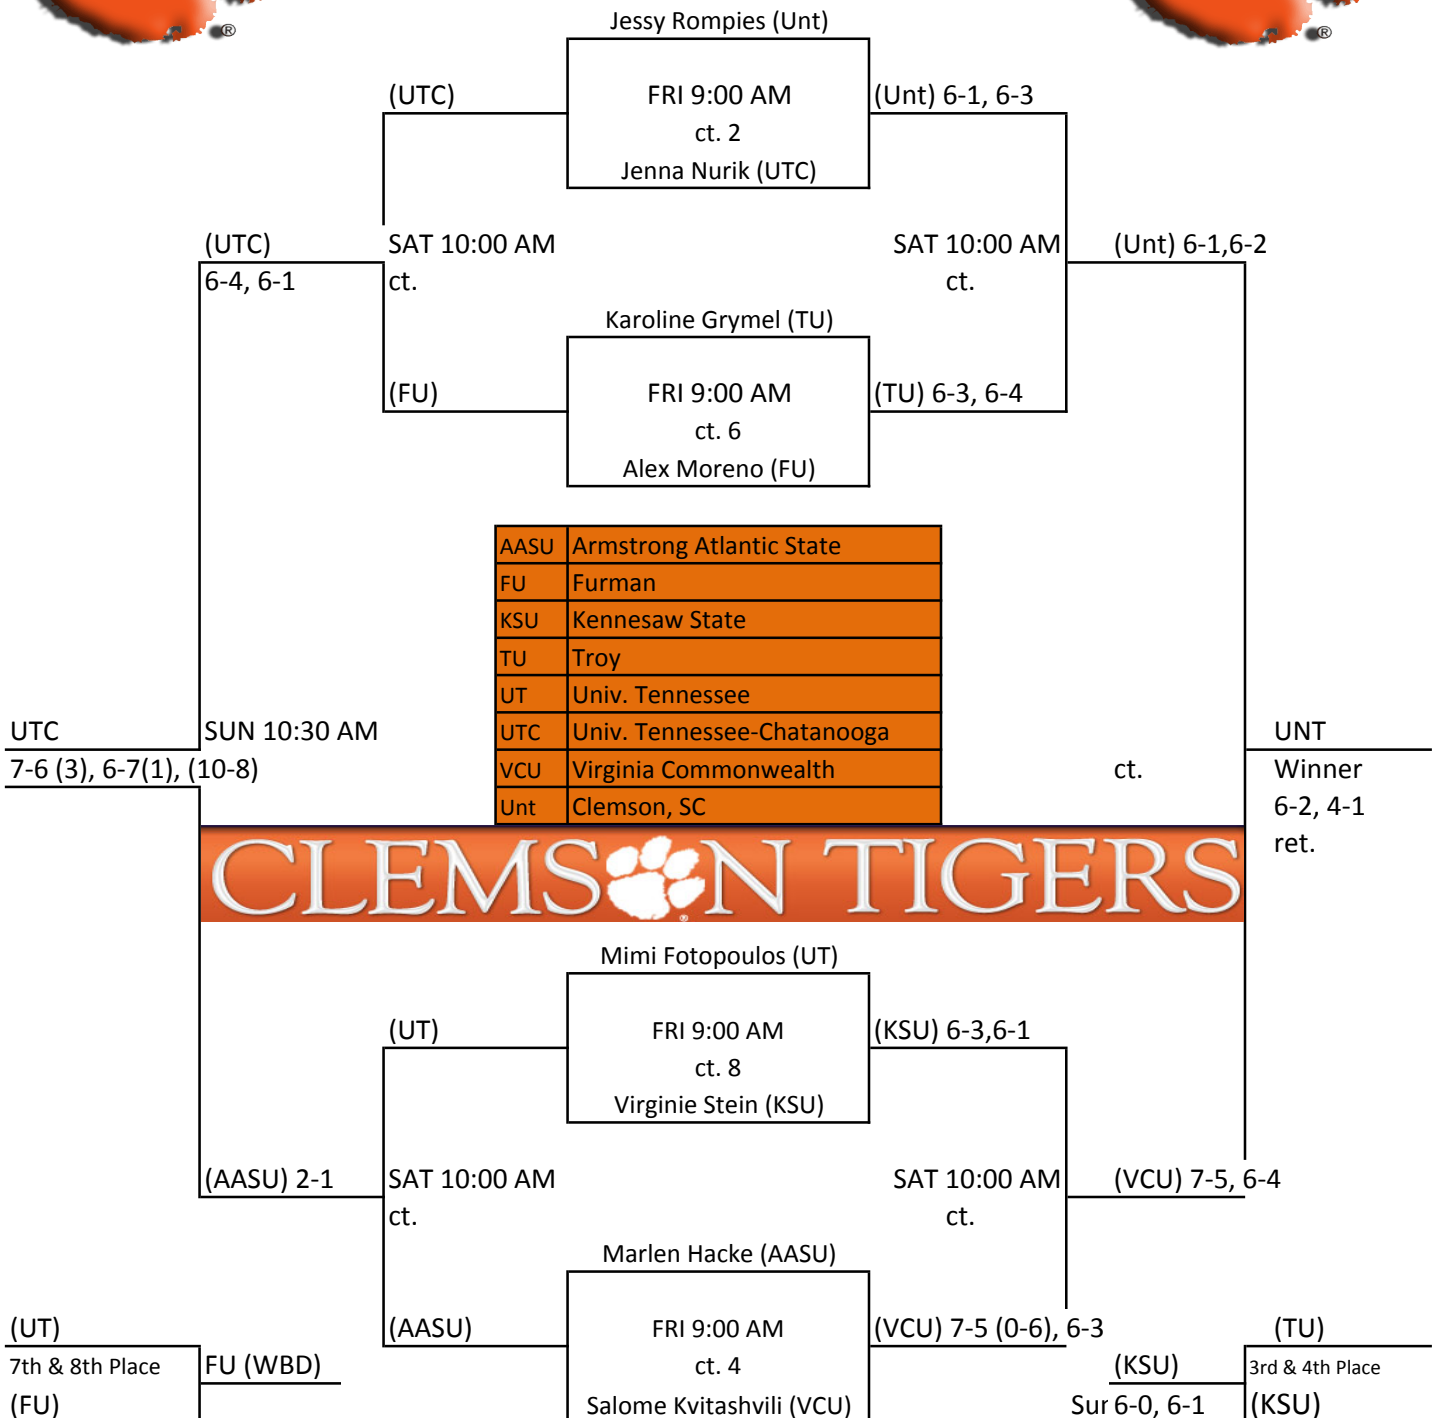 ® ®
Jessy Rompies (Unt)
(UTC) FRI 9:00 AM (Unt) 6-1, 6-3
ct. 2
Jenna Nurik (UTC)
(UTC) SAT 10:00 AM SAT 10:00 AM (Unt) 6-1,6-2
6-4, 6-1 ct. ct.
Karoline Grymel (TU)
(FU) FRI 9:00 AM (TU) 6-3, 6-4
ct. 6
Alex Moreno (FU)
AASU Armstrong Atlantic State
FU Furman
KSU Kennesaw State
TU Troy
UT Univ. Tennessee
UTC SUN 10:30 AM UTC Univ. Tennessee-Chatanooga UNT
7-6 (3), 6-7(1), (10-8) VCU Virginia Commonwealth ct. Winner
Unt Clemson, SC 6-2, 4-1
ret.
CLEMSON TIGERS
®
Mimi Fotopoulos (UT)
(UT) FRI 9:00 AM (KSU) 6-3,6-1
ct. 8
Virginie Stein (KSU)
(AASU) 2-1 SAT 10:00 AM SAT 10:00 AM (VCU) 7-5, 6-4
ct. ct.
Marlen Hacke (AASU)
(UT) (AASU) FRI 9:00 AM (VCU) 7-5 (0-6), 6-3 (TU)
7th & 8th Place FU (WBD) ct. 4 (KSU) 3rd & 4th Place
(FU) Salome Kvitashvili (VCU) Sur 6-0, 6-1 (KSU)